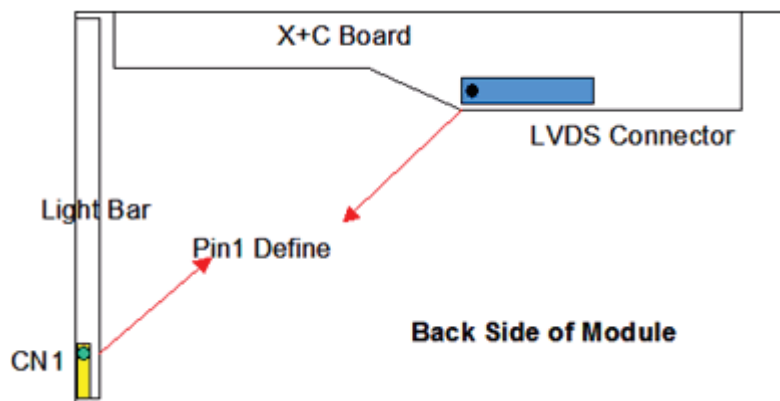 X+C Board
LVDS Connector
Light Bar
Pin1 Define
Back Side of Module
CN1